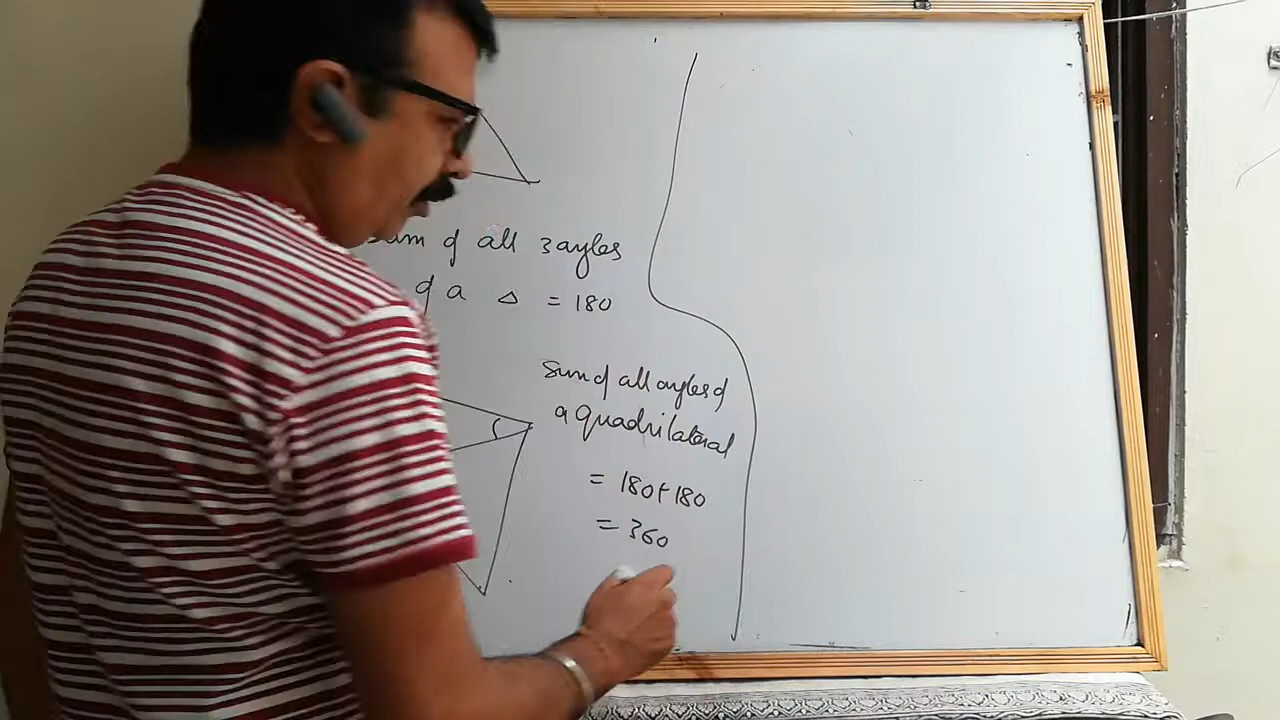 Sum of all 3 angles
of a △ = 180
Sum of all angles of
a quadrilateral
= 180+180
= 360